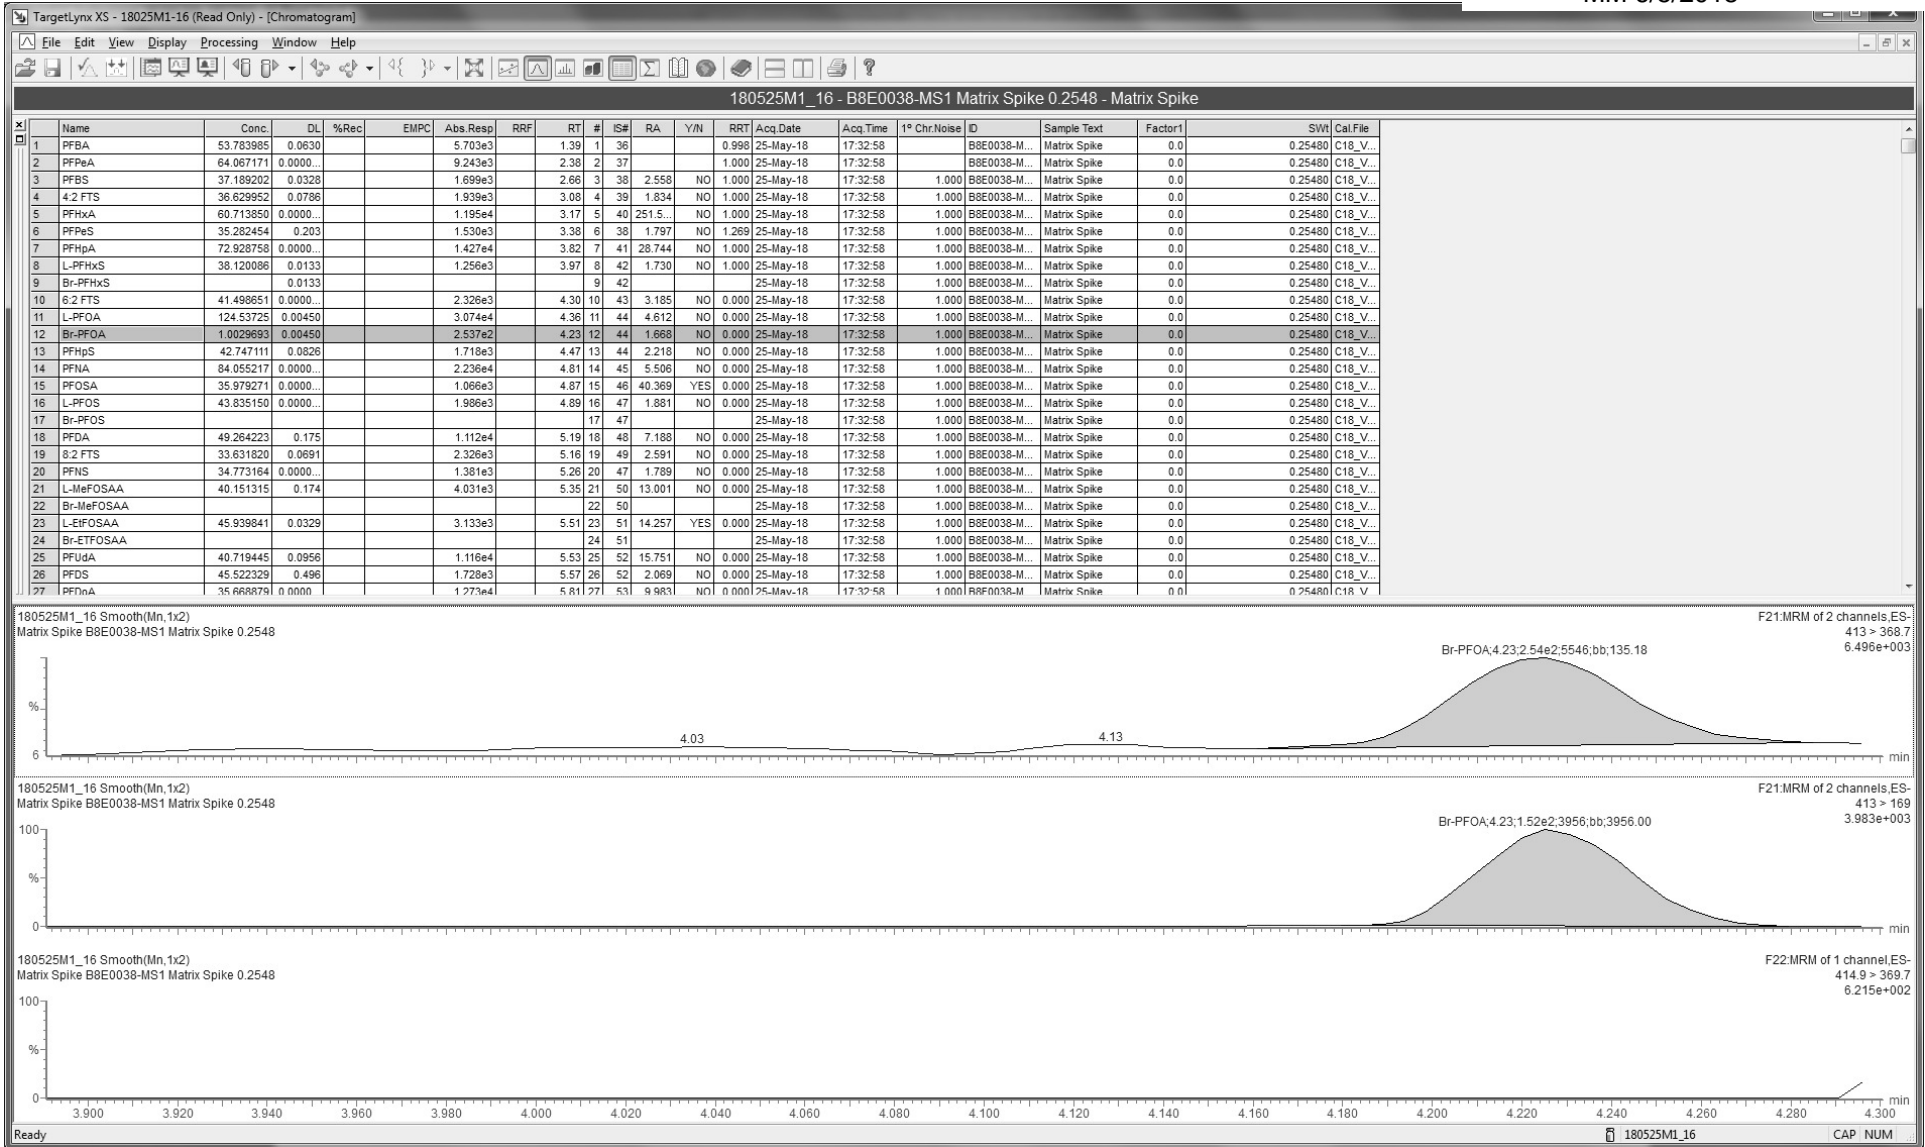 MM 6/8/2018
TargetLynx XS - 18025M1-16 (Read Only) - [Chromatogram]
File Edit View Display Processing Window Help
180525M1_16 - B8E0038-MS1 Matrix Spike 0.2548 - Matrix Spike
Name Conc. DL %Rec EMPC Abs.Resp RRF RT # IS# RA Y/N RRT Acq.Date Acq.Time 1º Chr.Noise ID Sample Text Factor1 SWt Cal.File
1 PFBA 53.783985 0.0630 5.703e3 1.39 1 36 0.998 25-May-18 17:32:58 B8E0038-M... Matrix Spike 0.0 0.25480 C18_V...
2 PFPeA 64.067171 0.0000... 9.243e3 2.38 2 37 1.000 25-May-18 17:32:58 B8E0038-M... Matrix Spike 0.0 0.25480 C18_V...
3 PFBS 37.189202 0.0328 1.699e3 2.66 3 38 2.558 NO 1.000 25-May-18 17:32:58 1.000 B8E0038-M... Matrix Spike 0.0 0.25480 C18_V...
4 4:2 FTS 36.629952 0.0786 1.939e3 3.08 4 39 1.834 NO 1.000 25-May-18 17:32:58 1.000 B8E0038-M... Matrix Spike 0.0 0.25480 C18_V...
5 PFHxA 60.713850 0.0000... 1.195e4 3.17 5 40 251.5... NO 1.000 25-May-18 17:32:58 1.000 B8E0038-M... Matrix Spike 0.0 0.25480 C18_V...
6 PFPeS 35.282454 0.203 1.530e3 3.38 6 38 1.797 NO 1.269 25-May-18 17:32:58 1.000 B8E0038-M... Matrix Spike 0.0 0.25480 C18_V...
7 PFHpA 72.928758 0.0000... 1.427e4 3.82 7 41 28.744 NO 1.000 25-May-18 17:32:58 1.000 B8E0038-M... Matrix Spike 0.0 0.25480 C18_V...
8 L-PFHxS 38.120086 0.0133 1.256e3 3.97 8 42 1.730 NO 1.000 25-May-18 17:32:58 1.000 B8E0038-M... Matrix Spike 0.0 0.25480 C18_V...
9 Br-PFHxS 0.0133 9 42 25-May-18 17:32:58 1.000 B8E0038-M... Matrix Spike 0.0 0.25480 C18_V...
10 6:2 FTS 41.498651 0.0000... 2.326e3 4.30 10 43 3.185 NO 0.000 25-May-18 17:32:58 1.000 B8E0038-M... Matrix Spike 0.0 0.25480 C18_V...
11 L-PFOA 124.53725 0.00450 3.074e4 4.36 11 44 4.612 NO 0.000 25-May-18 17:32:58 1.000 B8E0038-M... Matrix Spike 0.0 0.25480 C18_V...
12 Br-PFOA 1.0029693 0.00450 2.537e2 4.23 12 44 1.668 NO 0.000 25-May-18 17:32:58 1.000 B8E0038-M... Matrix Spike 0.0 0.25480 C18_V...
13 PFHpS 42.747111 0.0826 1.718e3 4.47 13 44 2.218 NO 0.000 25-May-18 17:32:58 1.000 B8E0038-M... Matrix Spike 0.0 0.25480 C18_V...
14 PFNA 84.055217 0.0000... 2.236e4 4.81 14 45 5.506 NO 0.000 25-May-18 17:32:58 1.000 B8E0038-M... Matrix Spike 0.0 0.25480 C18_V...
15 PFOSA 35.979271 0.0000... 1.066e3 4.87 15 46 40.369 YES 0.000 25-May-18 17:32:58 1.000 B8E0038-M... Matrix Spike 0.0 0.25480 C18_V...
16 L-PFOS 43.835150 0.0000... 1.986e3 4.89 16 47 1.881 NO 0.000 25-May-18 17:32:58 1.000 B8E0038-M... Matrix Spike 0.0 0.25480 C18_V...
17 Br-PFOS 17 47 25-May-18 17:32:58 1.000 B8E0038-M... Matrix Spike 0.0 0.25480 C18_V...
18 PFDA 49.264223 0.175 1.112e4 5.19 18 48 7.188 NO 0.000 25-May-18 17:32:58 1.000 B8E0038-M... Matrix Spike 0.0 0.25480 C18_V...
19 8:2 FTS 33.631820 0.0691 2.326e3 5.16 19 49 2.591 NO 0.000 25-May-18 17:32:58 1.000 B8E0038-M... Matrix Spike 0.0 0.25480 C18_V...
20 PFNS 34.773164 0.0000... 1.381e3 5.26 20 47 1.789 NO 0.000 25-May-18 17:32:58 1.000 B8E0038-M... Matrix Spike 0.0 0.25480 C18_V...
21 L-MeFOSAA 40.151315 0.174 4.031e3 5.35 21 50 13.001 NO 0.000 25-May-18 17:32:58 1.000 B8E0038-M... Matrix Spike 0.0 0.25480 C18_V...
22 Br-MeFOSAA 22 50 25-May-18 17:32:58 1.000 B8E0038-M... Matrix Spike 0.0 0.25480 C18_V...
23 L-EtFOSAA 45.939841 0.0329 3.133e3 5.51 23 51 14.257 YES 0.000 25-May-18 17:32:58 1.000 B8E0038-M... Matrix Spike 0.0 0.25480 C18_V...
24 Br-ETFOSAA 24 51 25-May-18 17:32:58 1.000 B8E0038-M... Matrix Spike 0.0 0.25480 C18_V...
25 PFUdA 40.719445 0.0956 1.116e4 5.53 25 52 15.751 NO 0.000 25-May-18 17:32:58 1.000 B8E0038-M... Matrix Spike 0.0 0.25480 C18_V...
26 PFDS 45.522329 0.496 1.728e3 5.57 26 52 2.069 NO 0.000 25-May-18 17:32:58 1.000 B8E0038-M... Matrix Spike 0.0 0.25480 C18_V...
27 PFDoA 35.668879 0.0000... 1.273e4 5.81 27 53 9.983 NO 0.000 25-May-18 17:32:58 1.000 B8E0038-M... Matrix Spike 0.0 0.25480 C18_V...
180525M1_16 Smooth(Mn,1x2)
Matrix Spike B8E0038-MS1 Matrix Spike 0.2548
F21:MRM of 2 channels,ES-
413 > 368.7
6.496e+003
Br-PFOA;4.23;2.54e2;5546;bb;135.18
%
4.03
4.13
6
min
180525M1_16 Smooth(Mn,1x2)
Matrix Spike B8E0038-MS1 Matrix Spike 0.2548
F21:MRM of 2 channels,ES-
413 > 169
3.983e+003
Br-PFOA;4.23;1.52e2;3956;bb;3956.00
100
%
0
min
180525M1_16 Smooth(Mn,1x2)
Matrix Spike B8E0038-MS1 Matrix Spike 0.2548
F22:MRM of 1 channel,ES-
414.9 > 369.7
6.215e+002
100
%
0
min
3.900 3.920 3.940 3.960 3.980 4.000 4.020 4.040 4.060 4.080 4.100 4.120 4.140 4.160 4.180 4.200 4.220 4.240 4.260 4.280 4.300
Ready 180525M1_16 CAP NUM